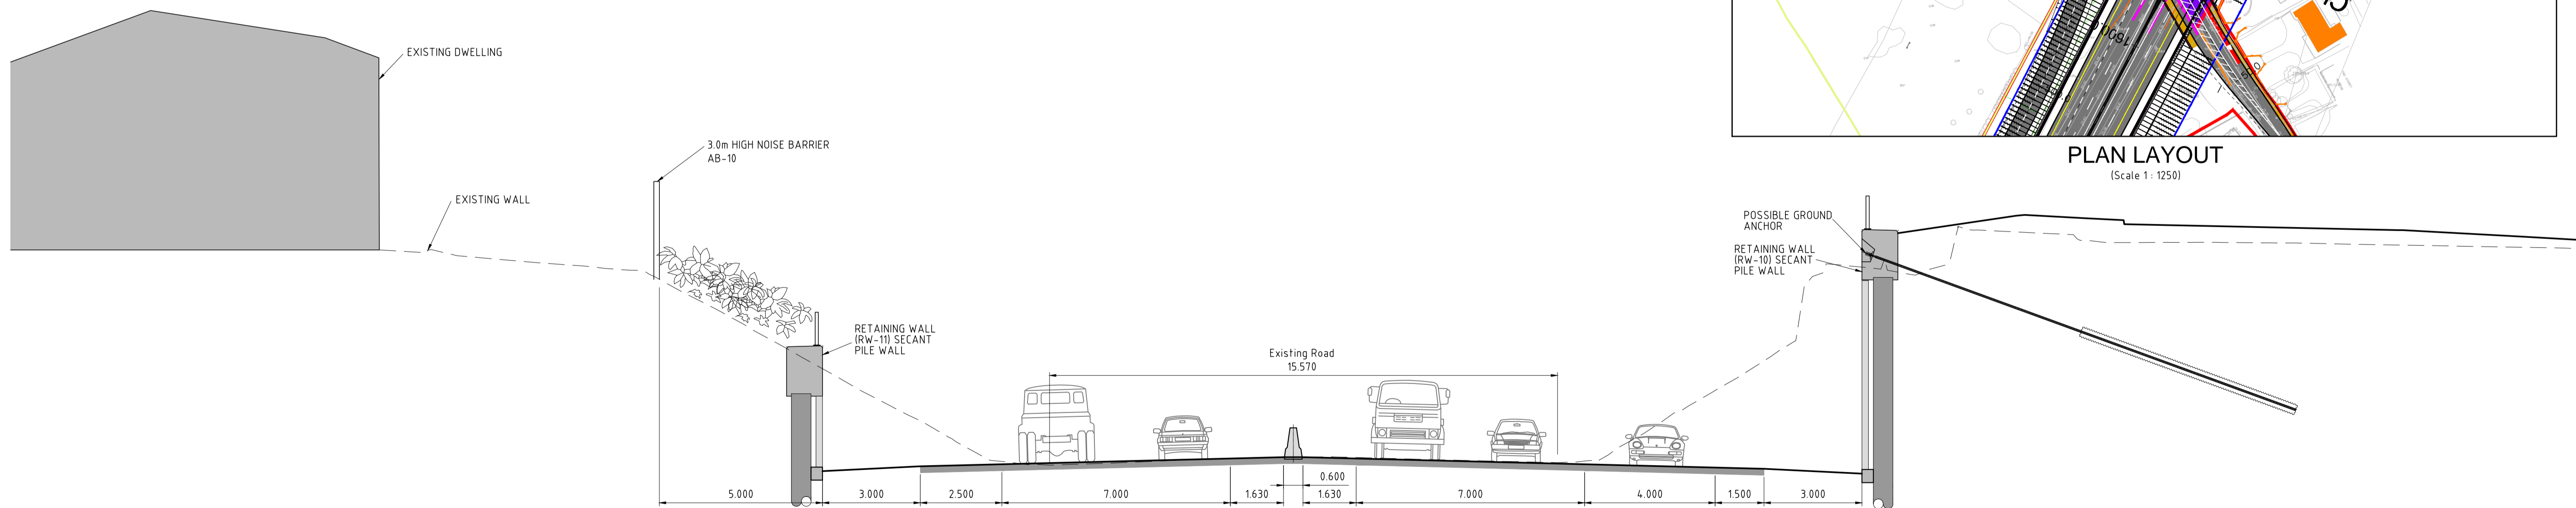 EXISTING DWELLING
3.0m HIGH NOISE BARRIER
AB-10
EXISTING WALL
PLAN LAYOUT
(Scale 1 : 1250)
POSSIBLE GROUND
ANCHOR
RETAINING WALL
(RW-10) SECANT
PILE WALL
RETAINING WALL
(RW-11) SECANT
PILE WALL
Existing Road
15.570
0.600
5.000
3.000
2.500
7.000
1.630
1.630
7.000
4.000
1.500
3.000